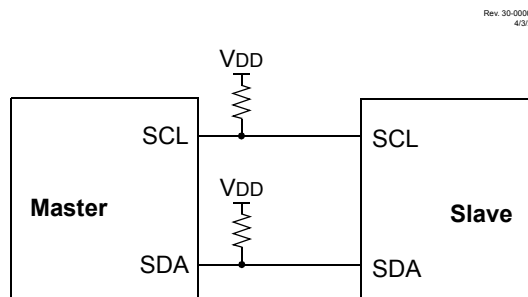 Rev. 30-0000
4/3/
VDD
SCL
SCL
VDD
Master
Slave
SDA
SDA